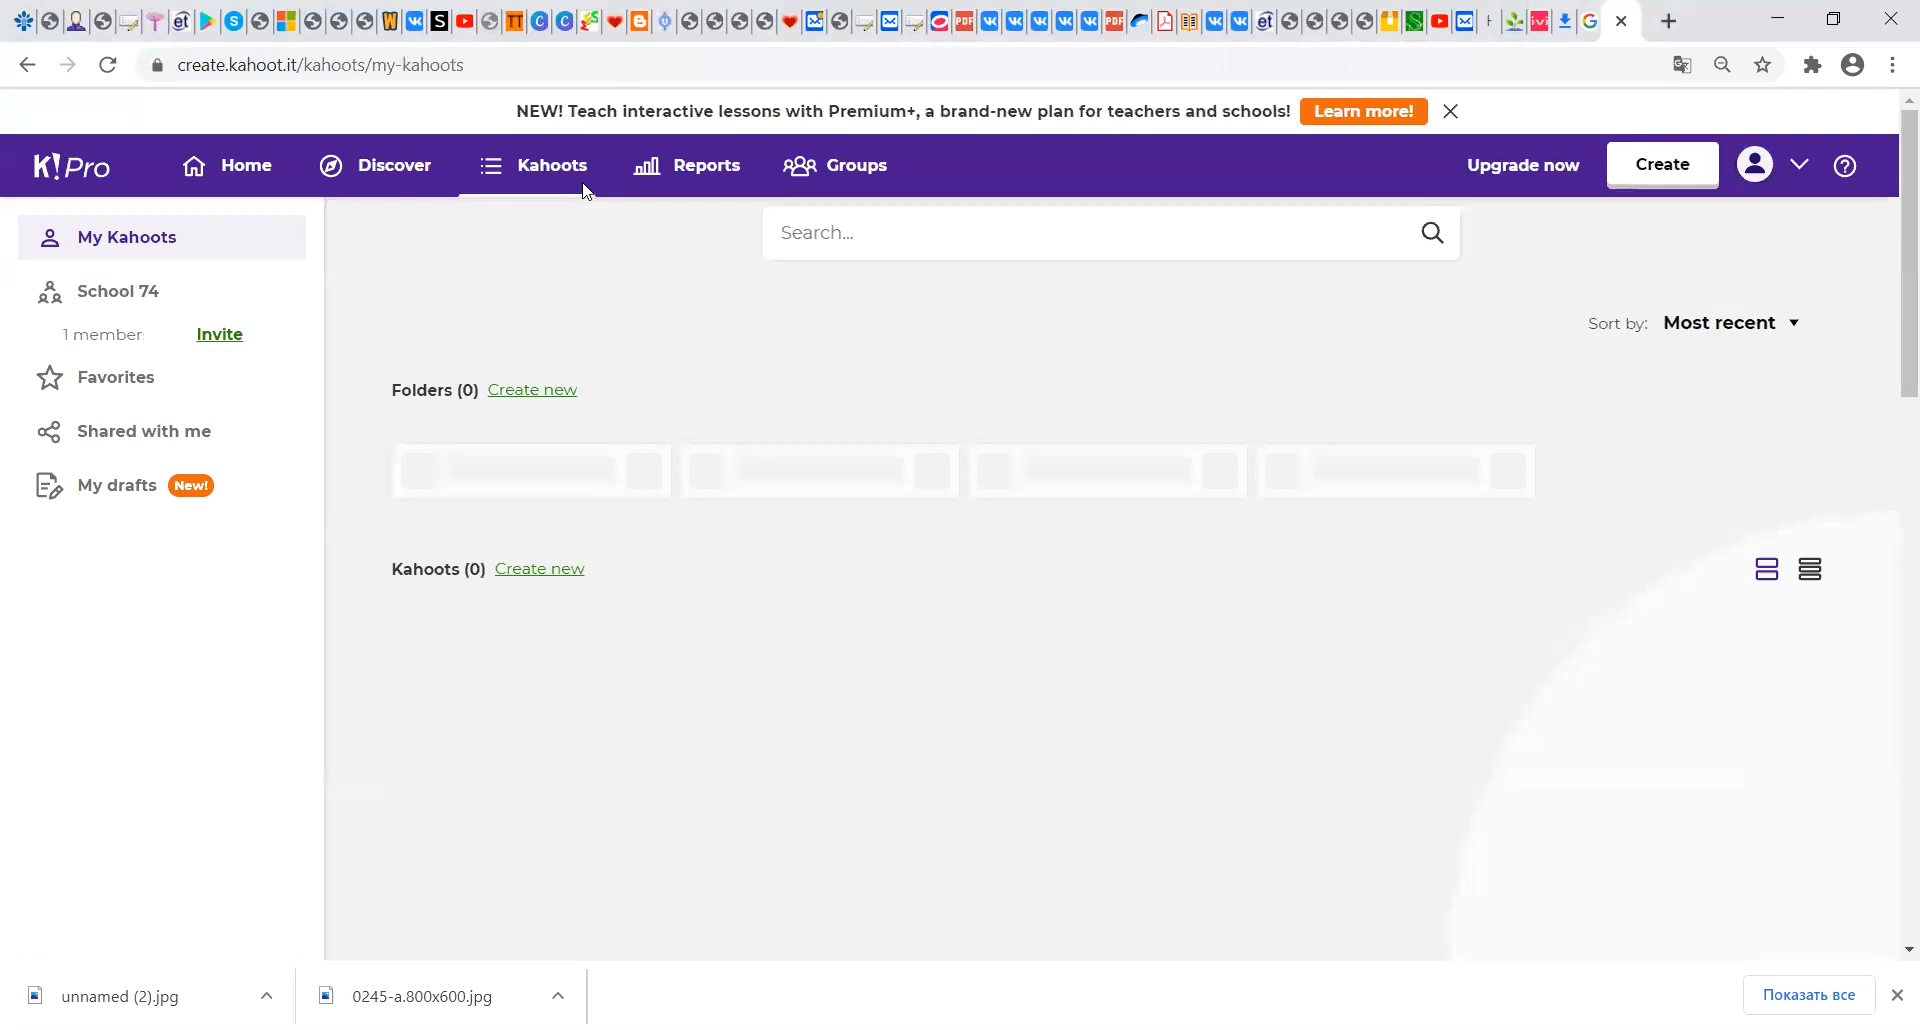 create.kahoot.it/kahoots/my-kahoots
NEW! Teach interactive lessons with Premium+, a brand-new plan for teachers and schools! Learn more!
K! Pro Home Discover Kahoots Reports Groups Upgrade now Create
My Kahoots
Search...
School 74
1 member Invite
Sort by: Most recent
Favorites
Folders (0) Create new
Shared with me
My drafts New!
Kahoots (0) Create new
unnamed (2).jpg 0245-a.800x600.jpg Показать все